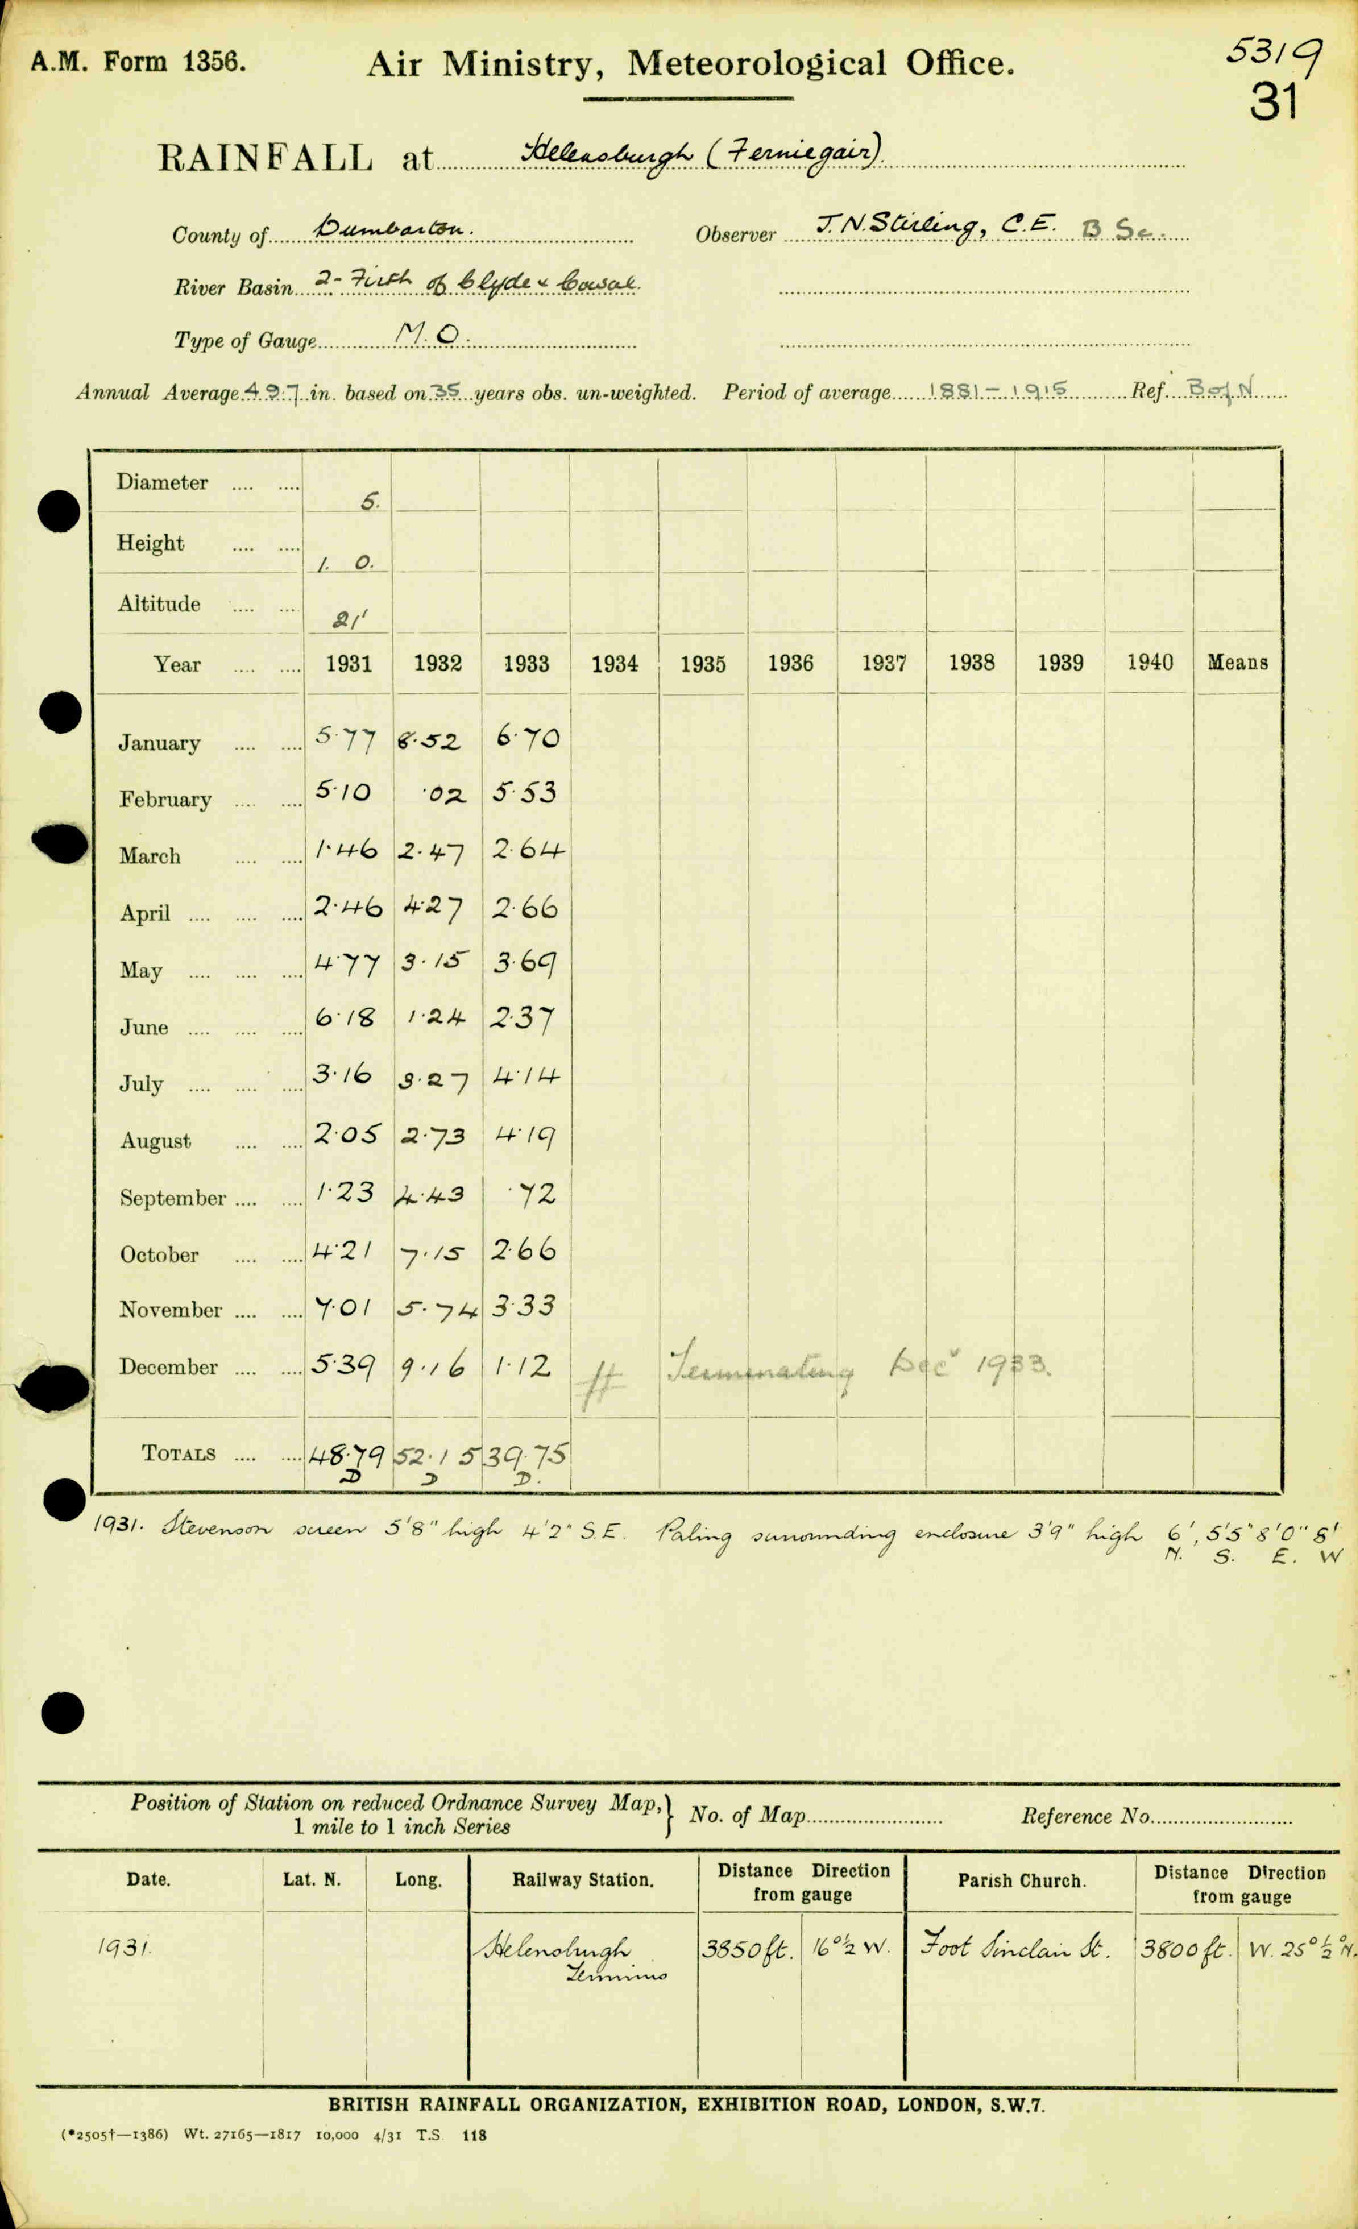 A.M. Form 1356. Air Ministry, Meteorological Office. 5319
31
RAINFALL at Helensburgh (Ferniegair).
County of Dumbarton. Observer J.N. Stirling, C.E. B Sc.
River Basin 2- Firth of Clyde & Cowal.
Type of Gauge M.O.
Annual Average 49.7 in. based on 35 years obs. un-weighted. Period of average 1881 - 1915 Ref. B of N
Diameter .... .... 5.
Height .... .... 1. 0.
Altitude .... .... 21'
Year .... .... 1931 1932 1933 1934 1935 1936 1937 1938 1939 1940 Means
January .... .... 5.77 8.52 6.70
February .... .... 5.10 .02 5.53
March .... .... 1.46 2.47 2.64
April .... .... .... 2.46 4.27 2.66
May .... .... .... 4.77 3.15 3.69
June .... .... .... 6.18 1.24 2.37
July .... .... .... 3.16 3.27 4.14
August .... .... 2.05 2.73 4.19
September .... .... 1.23 4.43 .72
October .... .... 4.21 7.15 2.66
November .... .... 7.01 5.74 3.33
December .... .... 5.39 9.16 1.12 Terminating Decr 1933.
TOTALS .... .... 48.79 52.15 39.75
D D D.
1931. Stevenson screen 5'8" high 4'2" S.E. Paling surrounding enclosure 3'9" high 6', 5'5" 8'0" 8'
N. S. E. W
Position of Station on reduced Ordnance Survey Map, } No. of Map Reference No.
1 mile to 1 inch Series
Date. Lat. N. Long. Railway Station. Distance Direction from gauge Parish Church. Distance Direction from gauge
1931. Helensburgh 3850 ft. 16°½ W. Foot Sinclair St. 3800 ft. W. 25°½° N.
Terminus
BRITISH RAINFALL ORGANIZATION, EXHIBITION ROAD, LONDON, S.W.7.
(*2505†—1386) Wt. 27165—1817 10,000 4/31 T.S. 118